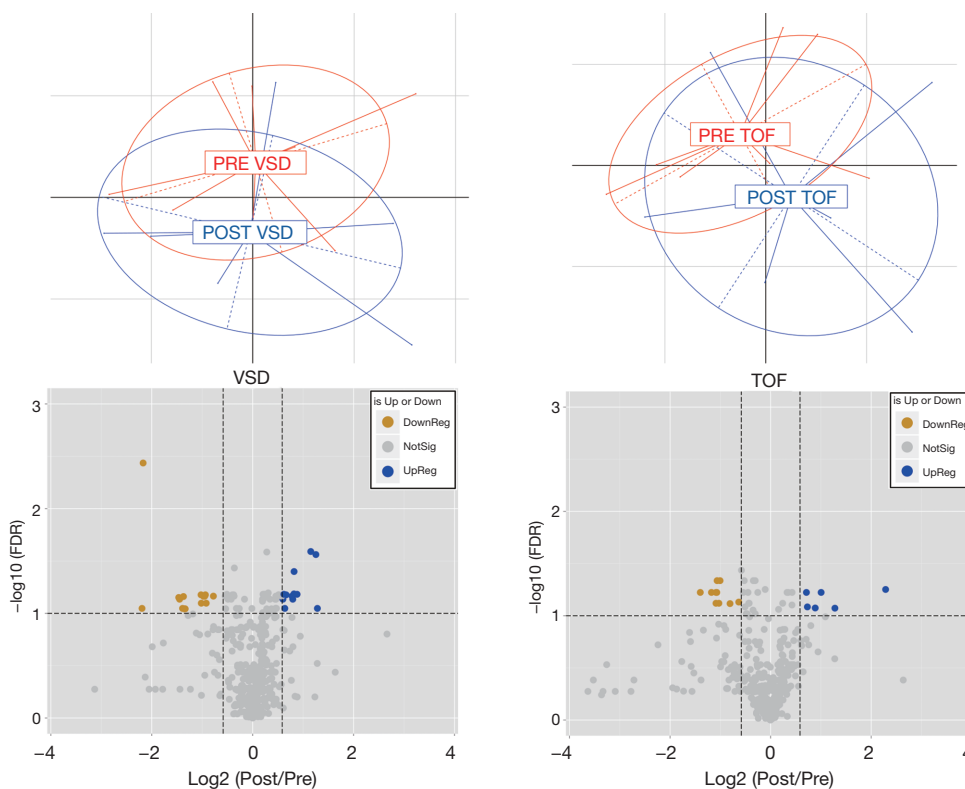 PRE VSD
POST VSD
PRE TOF
POST TOF
VSD
is Up or Down
DownReg
NotSig
UpReg
3
2
1
0
−log10 (FDR)
−4
−2
0
2
4
Log2 (Post/Pre)
TOF
is Up or Down
DownReg
NotSig
UpReg
3
2
1
0
−log10 (FDR)
−4
−2
0
2
4
Log2 (Post/Pre)